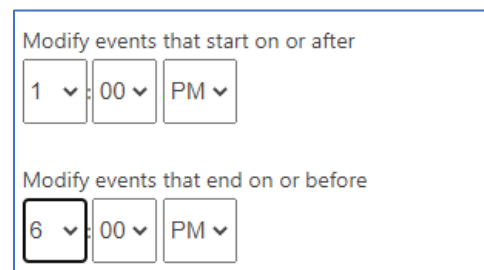 Modify events that start on or after
1 : 00 PM
Modify events that end on or before
6 : 00 PM